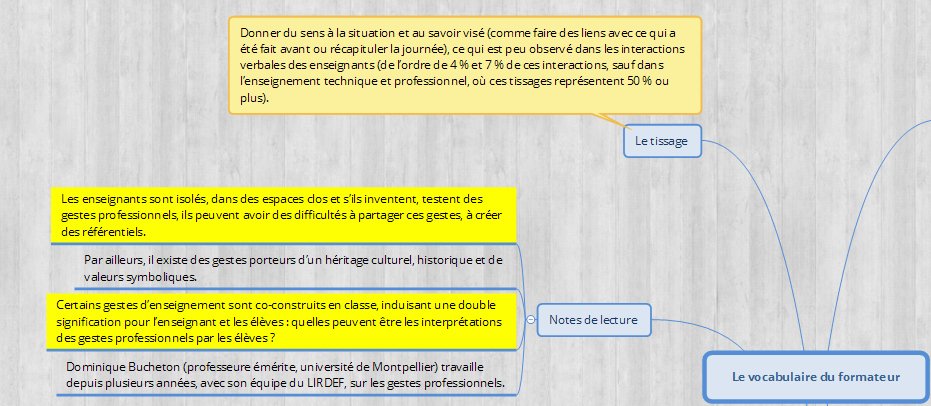 Donner du sens à la situation et au savoir visé (comme faire des liens avec ce qui a
été fait avant ou récapituler la journée), ce qui est peu observé dans les interactions
verbales des enseignants (de l'ordre de 4 % et 7 % de ces interactions, sauf dans
l'enseignement technique et professionnel, où ces tissages représentent 50 % ou
plus).
Le tissage
Les enseignants sont isolés, dans des espaces clos et s'ils inventent, testent des
gestes professionnels, ils peuvent avoir des difficultés à partager ces gestes, à créer
des référentiels.
Par ailleurs, il existe des gestes porteurs d'un héritage culturel, historique et de
valeurs symboliques.
Certains gestes d'enseignement sont co-construits en classe, induisant une double
signification pour l'enseignant et les élèves : quelles peuvent être les interprétations
des gestes professionnels par les élèves ?
Dominique Bucheton (professeure émérite, université de Montpellier) travaille
depuis plusieurs années, avec son équipe du LIRDEF, sur les gestes professionnels.
Notes de lecture
Le vocabulaire du formateur